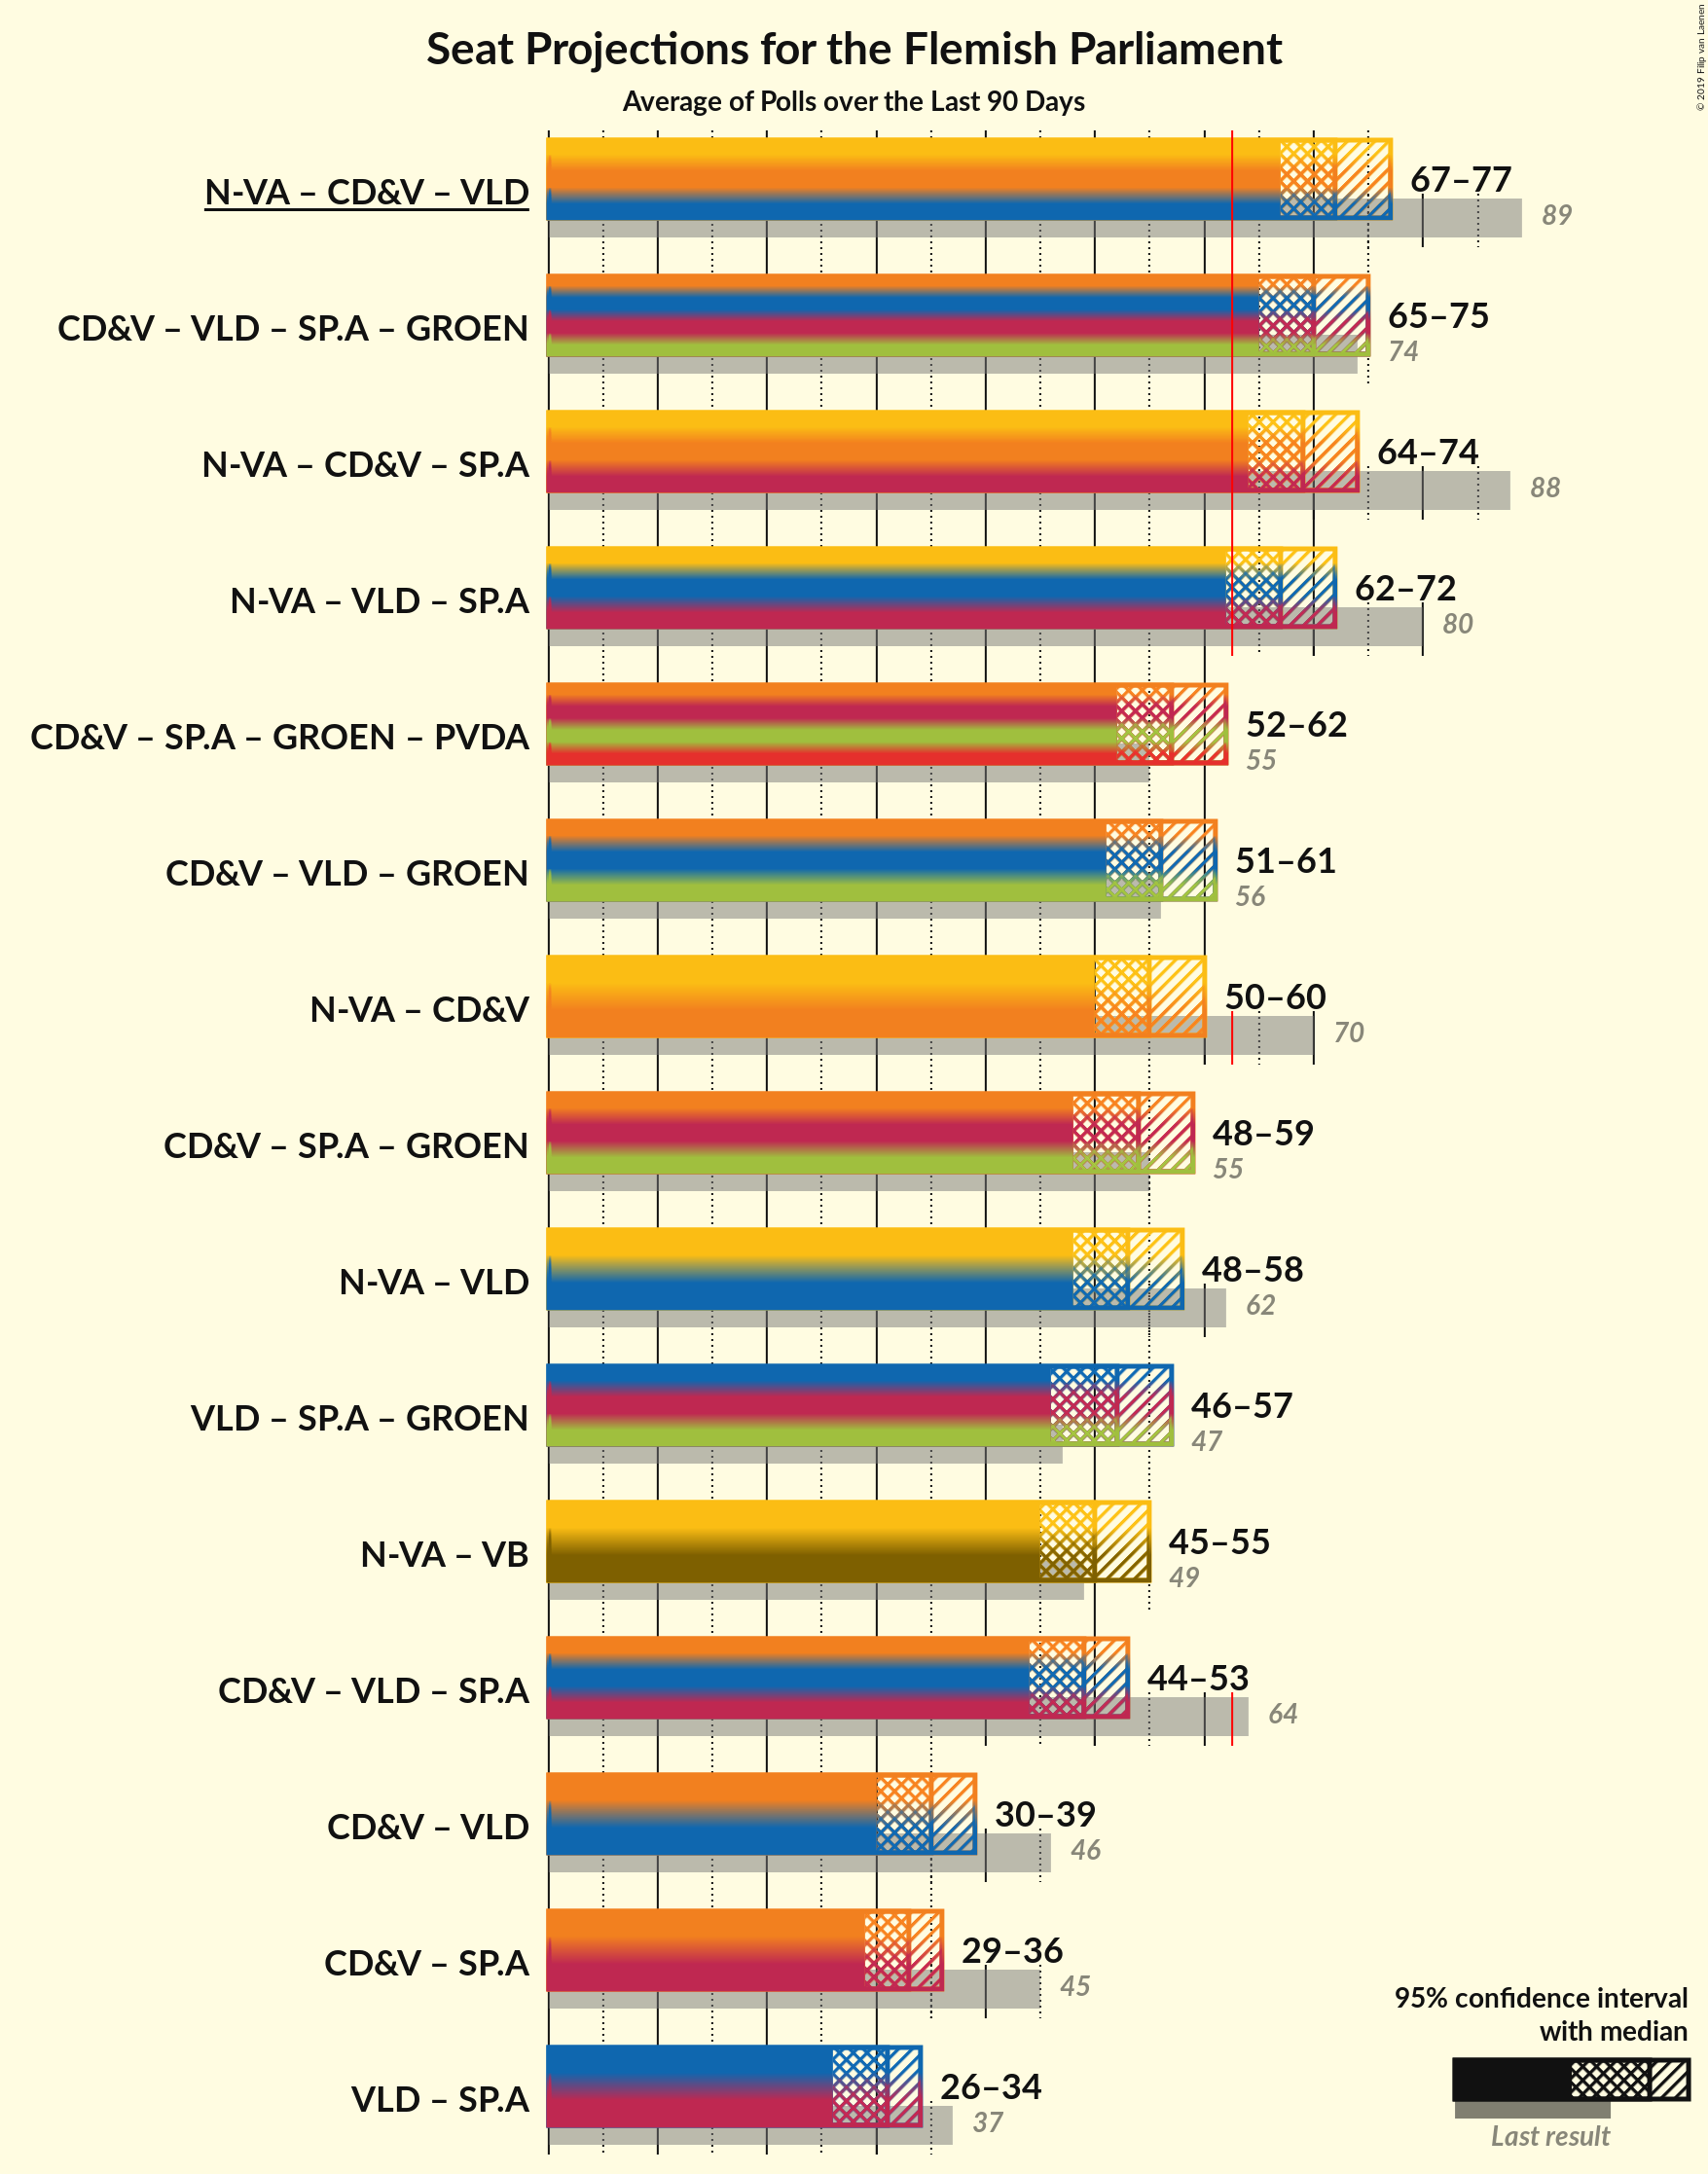 Seat Projections for the Flemish Parliament
Average of Polls over the Last 90 Days
© 2019 Filip van Laenen
N-VA – CD&V – VLD
67–77
89
CD&V – VLD – SP.A – GROEN
65–75
74
N-VA – CD&V – SP.A
64–74
88
N-VA – VLD – SP.A
62–72
80
CD&V – SP.A – GROEN – PVDA
52–62
55
CD&V – VLD – GROEN
51–61
56
N-VA – CD&V
50–60
70
CD&V – SP.A – GROEN
48–59
55
N-VA – VLD
48–58
62
VLD – SP.A – GROEN
46–57
47
N-VA – VB
45–55
49
CD&V – VLD – SP.A
44–53
64
CD&V – VLD
30–39
46
CD&V – SP.A
29–36
45
VLD – SP.A
26–34
37
95% confidence interval
with median
Last result